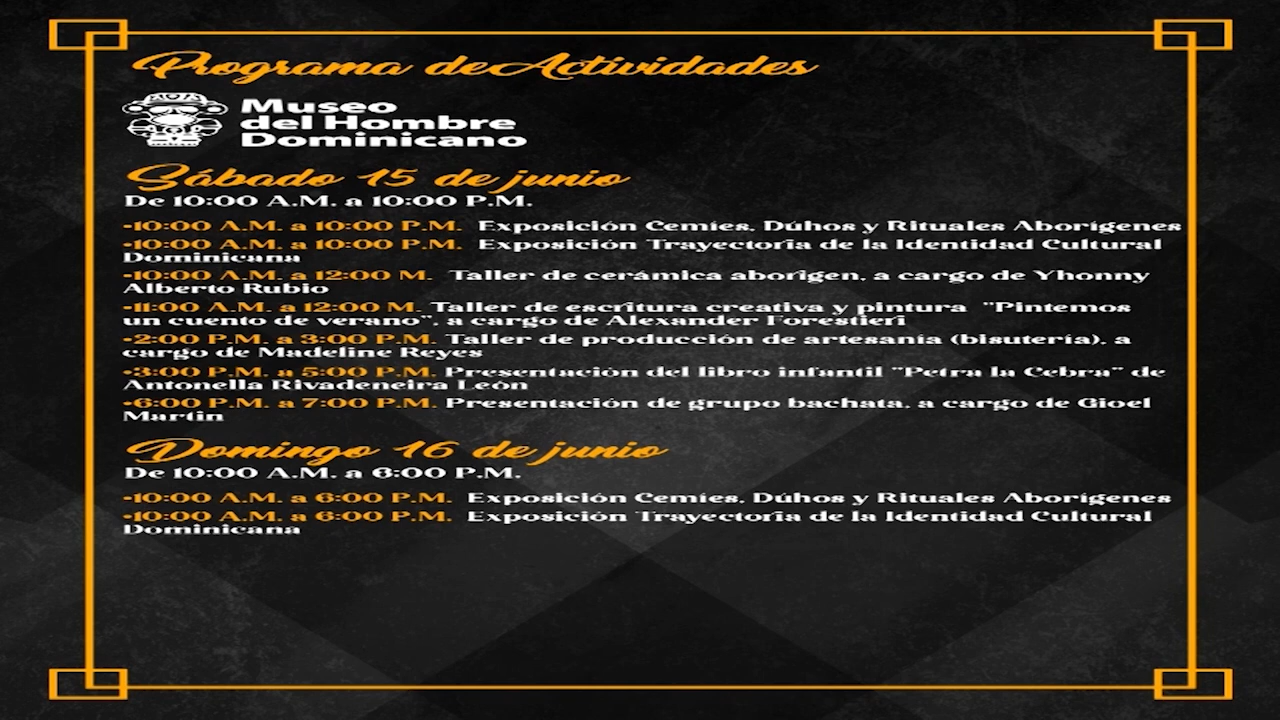 Programa de Actividades
Museo
del Hombre
Dominicano
Sábado 15 de junio
De 10:00 A.M. a 10:00 P.M.
•10:00 A.M. a 10:00 P.M. Exposición Cemíes, Dúhos y Rituales Aborígenes
•10:00 A.M. a 10:00 P.M. Exposición Trayectoria de la Identidad Cultural
Dominicana
•10:00 A.M. a 12:00 M. Taller de cerámica aborigen, a cargo de Yhonny
Alberto Rubio
•11:00 A.M. a 12:00 M. Taller de escritura creativa y pintura "Pintemos
un cuento de verano", a cargo de Alexander Forestieri
•2:00 P.M. a 3:00 P.M. Taller de producción de artesanía (bisutería), a
cargo de Madeline Reyes
•3:00 P.M. a 5:00 P.M. Presentación del libro infantil "Petra la Cebra" de
Antonella Rivadeneira León
•6:00 P.M. a 7:00 P.M. Presentación de grupo bachata, a cargo de Gioel
Martin
Domingo 16 de junio
De 10:00 A.M. a 6:00 P.M.
•10:00 A.M. a 6:00 P.M. Exposición Cemíes, Dúhos y Rituales Aborígenes
•10:00 A.M. a 6:00 P.M. Exposición Trayectoria de la Identidad Cultural
Dominicana